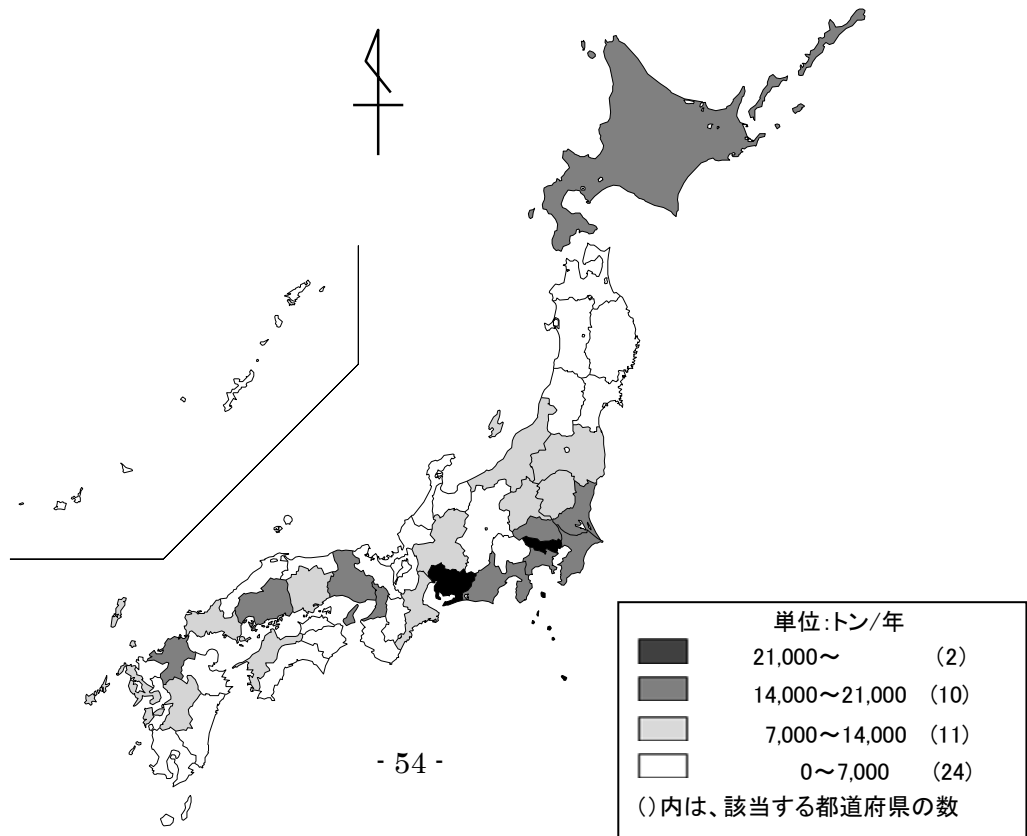 - 54 -
単位:トン/年
21,000～ (2)
14,000～21,000 (10)
7,000～14,000 (11)
0～7,000 (24)
()内は、該当する都道府県の数